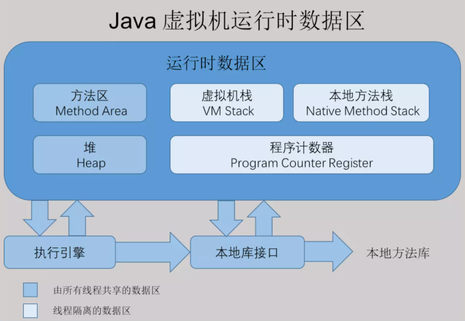 Java 虚拟机运行时数据区
运行时数据区
方法区
Method Area
虚拟机栈
VM Stack
本地方法栈
Native Method Stack
堆
Heap
程序计数器
Program Counter Register
执行引擎
本地库接口
本地方法库
由所有线程共享的数据区
线程隔离的数据区